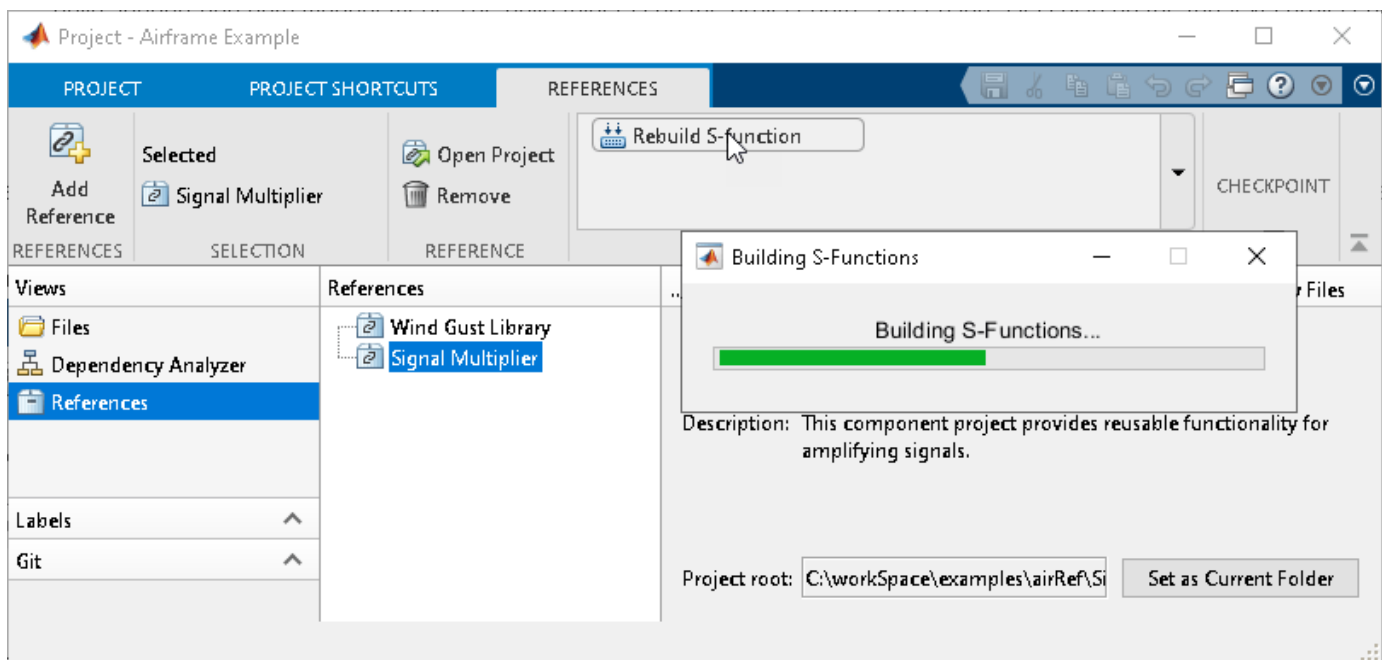 Project - Airframe Example
PROJECT
PROJECT SHORTCUTS
REFERENCES
Add
Reference
REFERENCES
Selected
Signal Multiplier
SELECTION
Open Project
Remove
REFERENCE
Rebuild S-function
CHECKPOINT
Views
Files
Dependency Analyzer
References
Labels
Git
References
Wind Gust Library
Signal Multiplier
Building S-Functions
Building S-Functions...
..
Files
Description: This component project provides reusable functionality for
amplifying signals.
Project root: C:\workSpace\examples\airRef\Si
Set as Current Folder